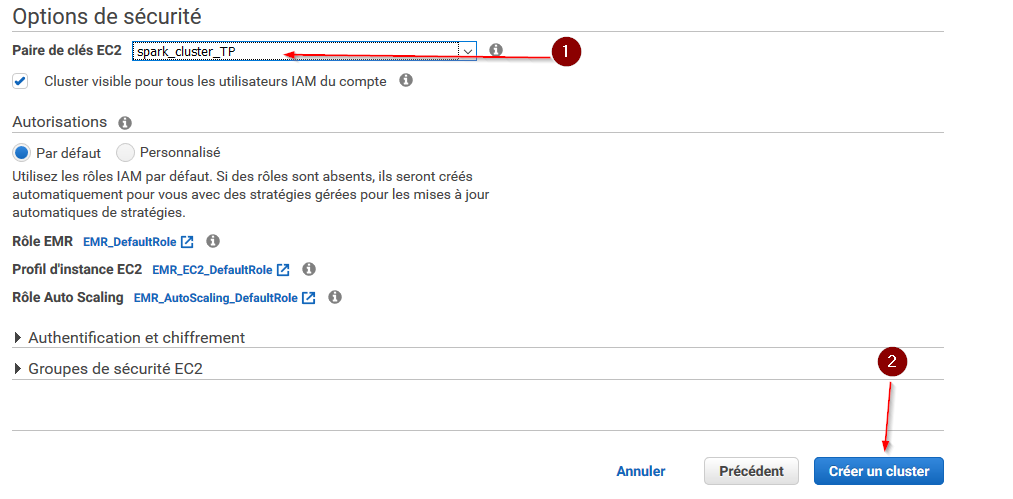 Options de sécurité
Paire de clés EC2 spark_cluster_TP
1
Cluster visible pour tous les utilisateurs IAM du compte
Autorisations
Par défaut Personnalisé
Utilisez les rôles IAM par défaut. Si des rôles sont absents, ils seront créés
automatiquement pour vous avec des stratégies gérées pour les mises à jour
automatiques de stratégies.
Rôle EMR EMR_DefaultRole
Profil d'instance EC2 EMR_EC2_DefaultRole
Rôle Auto Scaling EMR_AutoScaling_DefaultRole
Authentification et chiffrement
Groupes de sécurité EC2
2
Annuler Précédent Créer un cluster